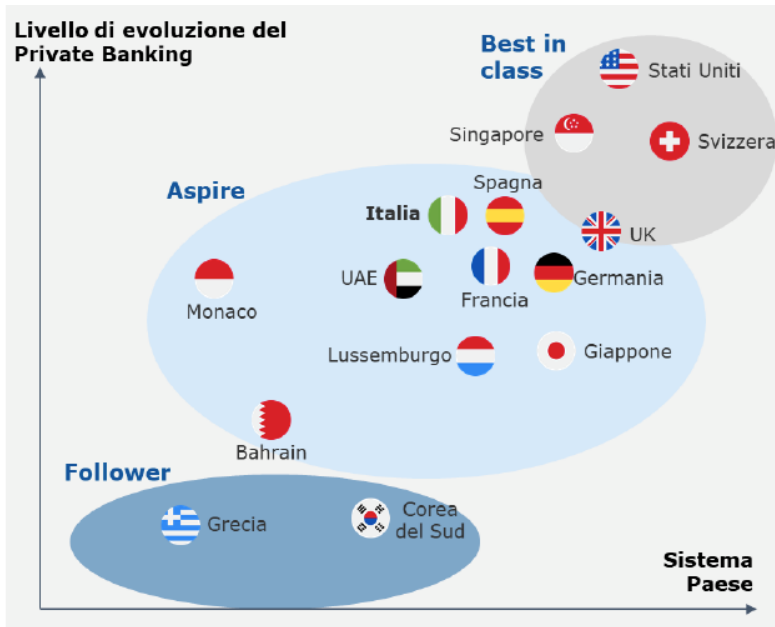 Livello di evoluzione del
Private Banking
Best in
class
Stati Uniti
Singapore
Svizzera
Spagna
Aspire
Italia
UK
UAE
Germania
Francia
Monaco
Lussemburgo
Giappone
Bahrain
Follower
Grecia
Corea
del Sud
Sistema
Paese